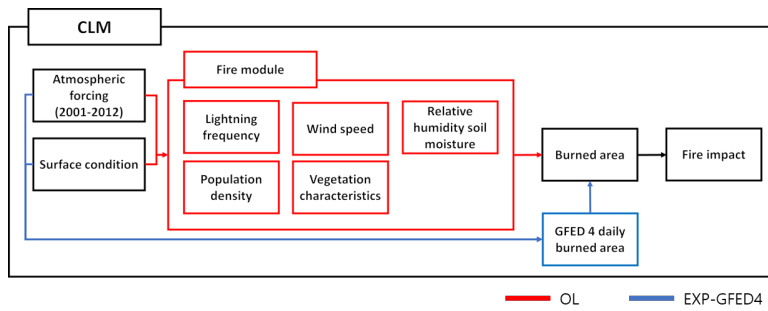 CLM
Atmospheric
forcing
(2001-2012)
Surface condition
Fire module
Lightning
frequency
Wind speed
Relative
humidity soil
moisture
Population
density
Vegetation
characteristics
Burned area
Fire impact
GFED 4 daily
burned area
OL
EXP-GFED4